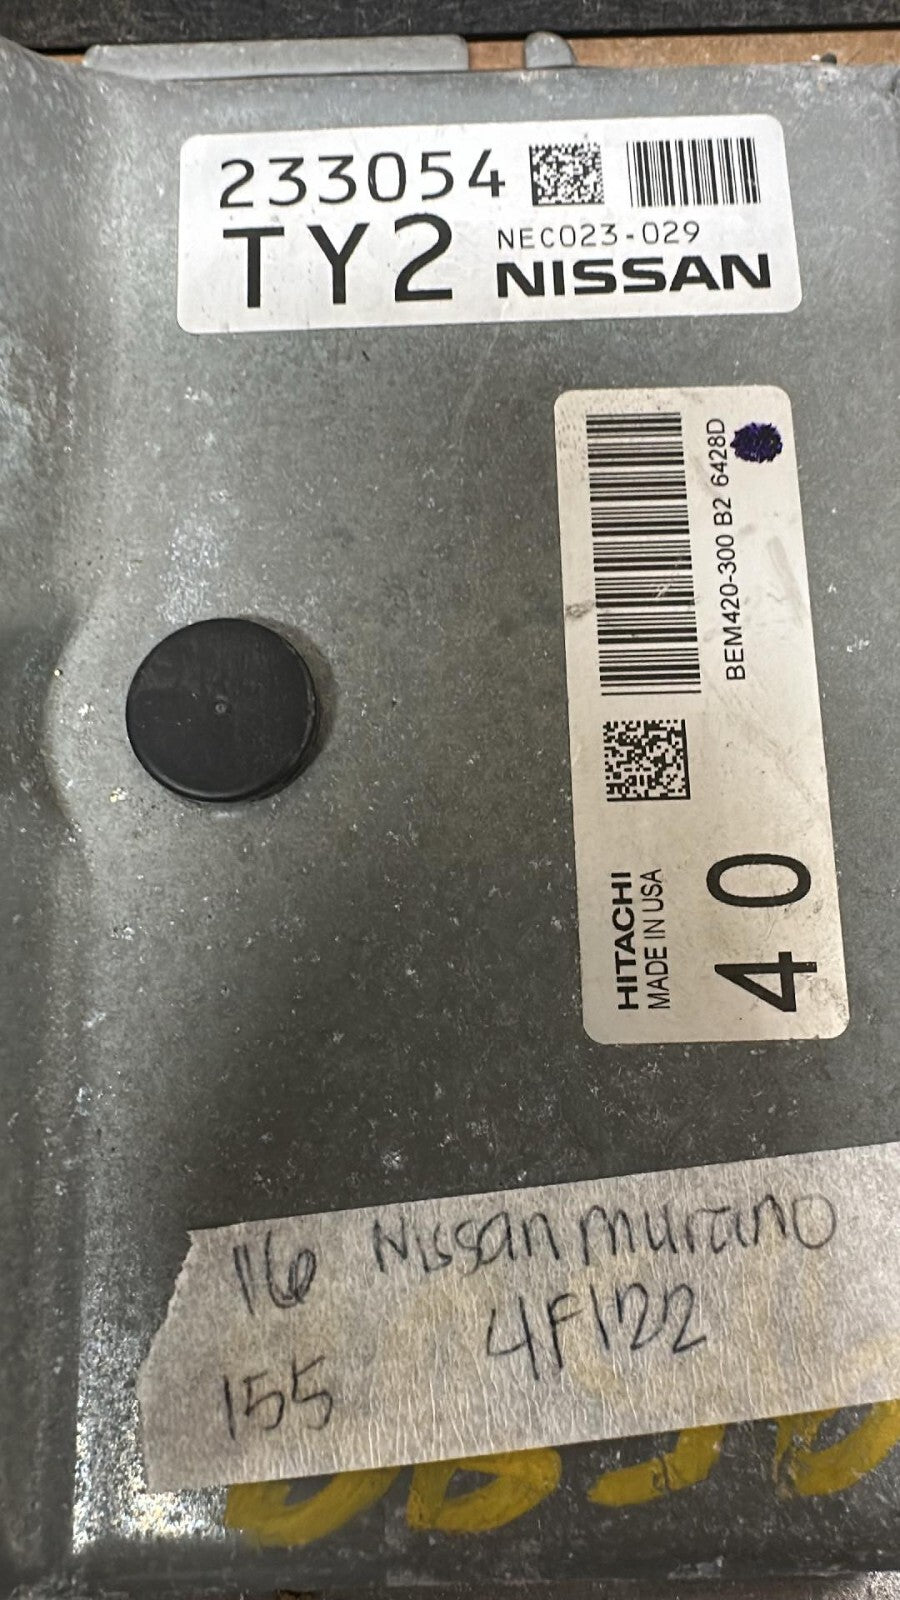 233054
TY2
NEC023-029
NISSAN
BEM420-300 B2 6428D
HITACHI
MADE IN USA
40
'16 Nissan Murano
4F122
155